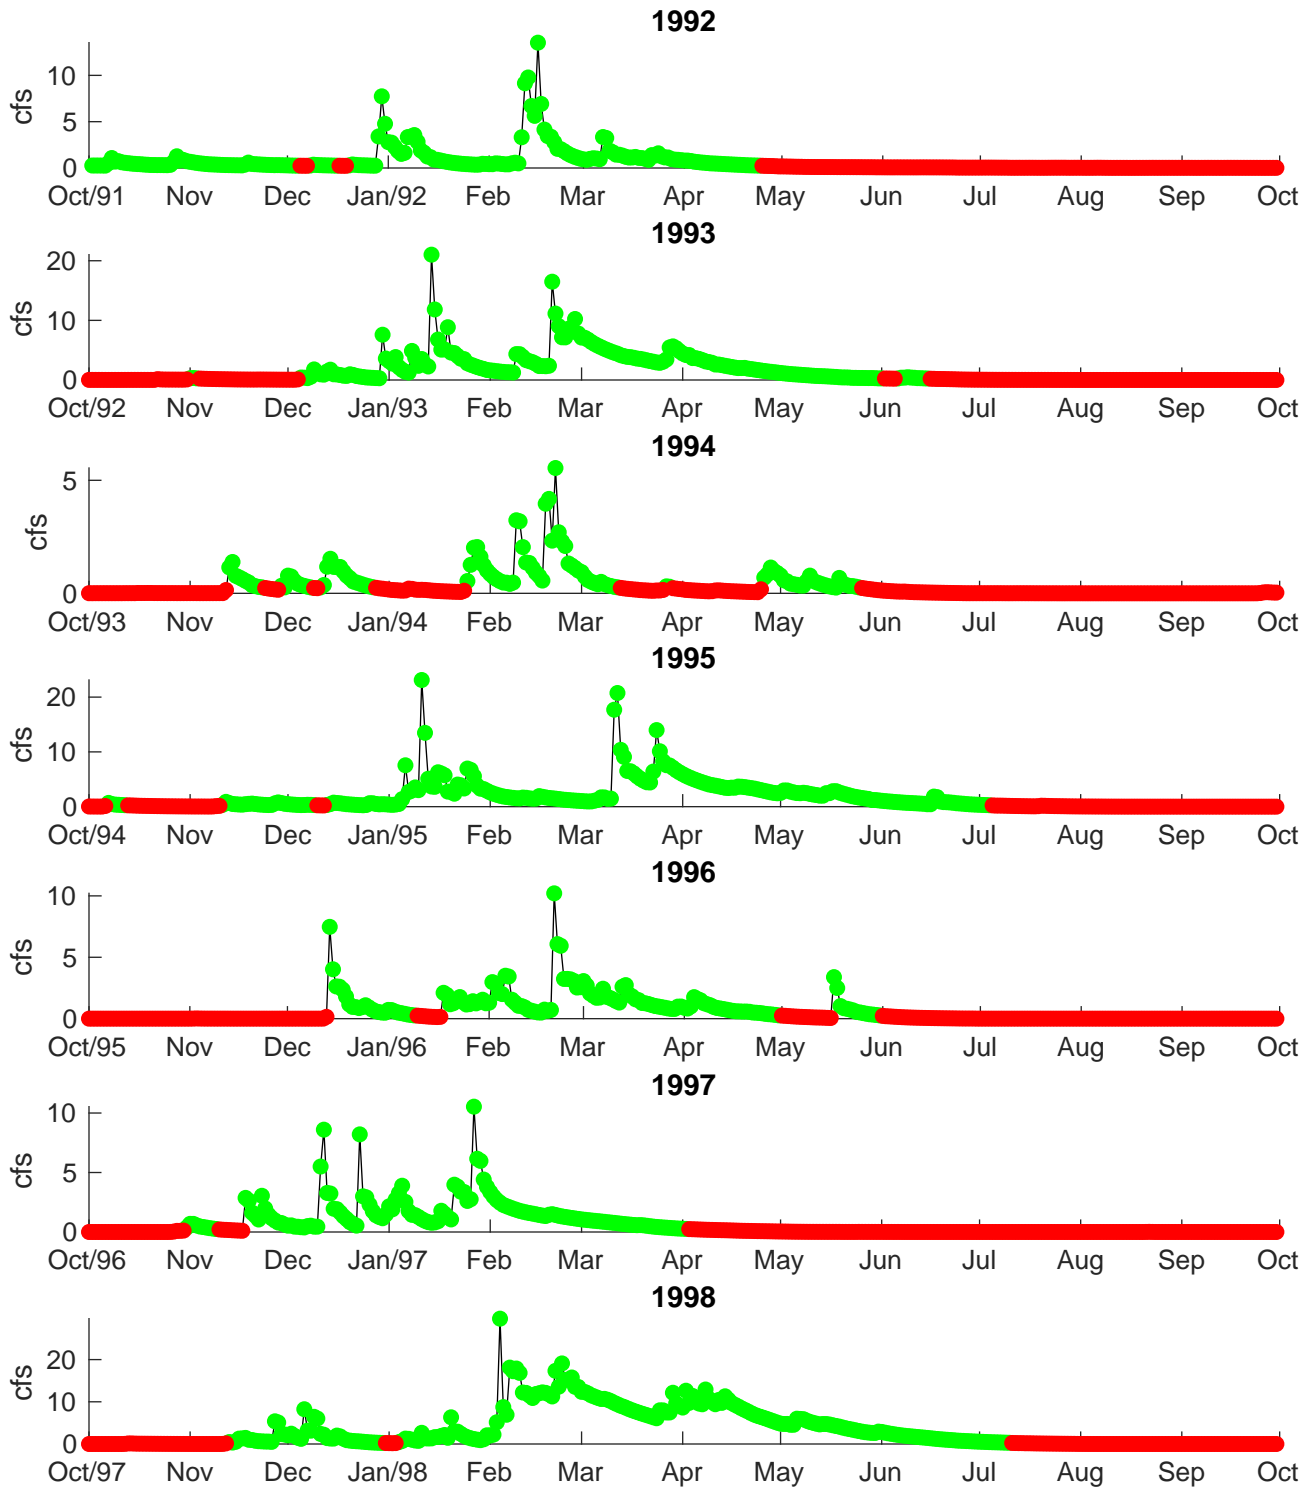 1992
10
5
0
cfs
Oct/91 Nov Dec Jan/92 Feb Mar Apr May Jun Jul Aug Sep Oct
1993
20
10
0
cfs
Oct/92 Nov Dec Jan/93 Feb Mar Apr May Jun Jul Aug Sep Oct
1994
5
0
cfs
Oct/93 Nov Dec Jan/94 Feb Mar Apr May Jun Jul Aug Sep Oct
1995
20
10
0
cfs
Oct/94 Nov Dec Jan/95 Feb Mar Apr May Jun Jul Aug Sep Oct
1996
10
5
0
cfs
Oct/95 Nov Dec Jan/96 Feb Mar Apr May Jun Jul Aug Sep Oct
1997
10
5
0
cfs
Oct/96 Nov Dec Jan/97 Feb Mar Apr May Jun Jul Aug Sep Oct
1998
20
10
0
cfs
Oct/97 Nov Dec Jan/98 Feb Mar Apr May Jun Jul Aug Sep Oct